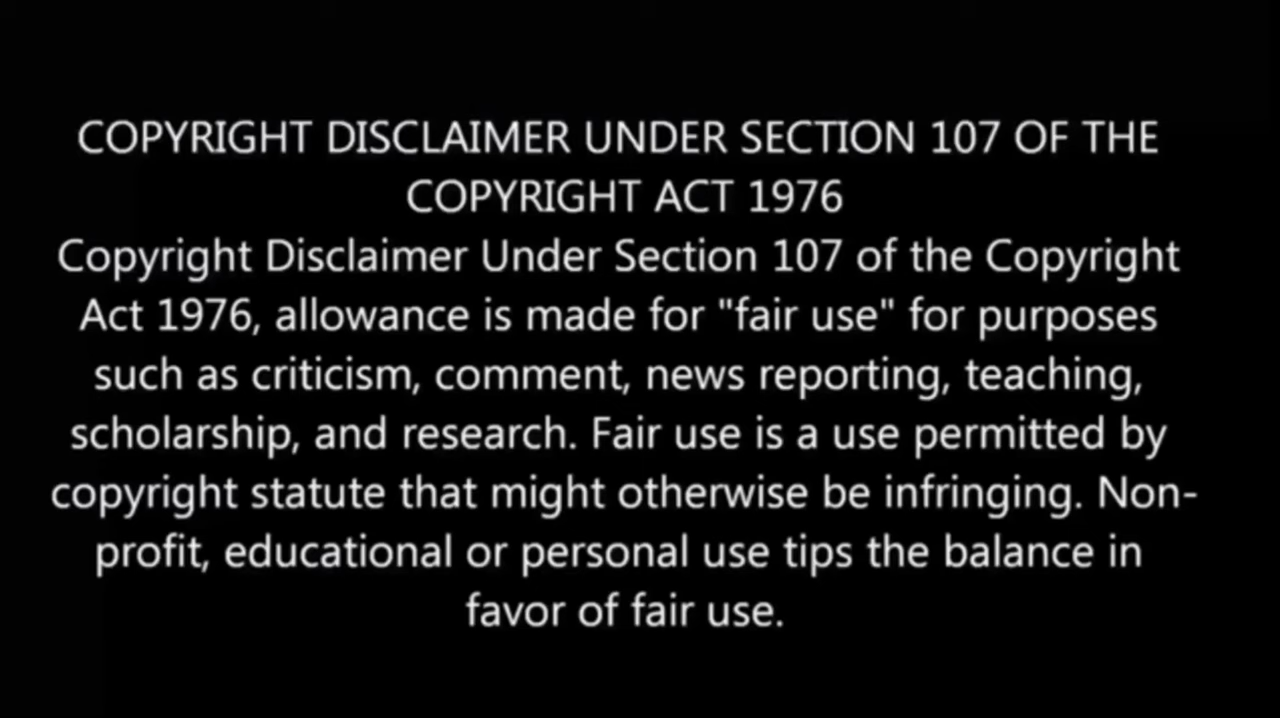 COPYRIGHT DISCLAIMER UNDER SECTION 107 OF THE
COPYRIGHT ACT 1976
Copyright Disclaimer Under Section 107 of the Copyright
Act 1976, allowance is made for "fair use" for purposes
such as criticism, comment, news reporting, teaching,
scholarship, and research. Fair use is a use permitted by
copyright statute that might otherwise be infringing. Non-
profit, educational or personal use tips the balance in
favor of fair use.